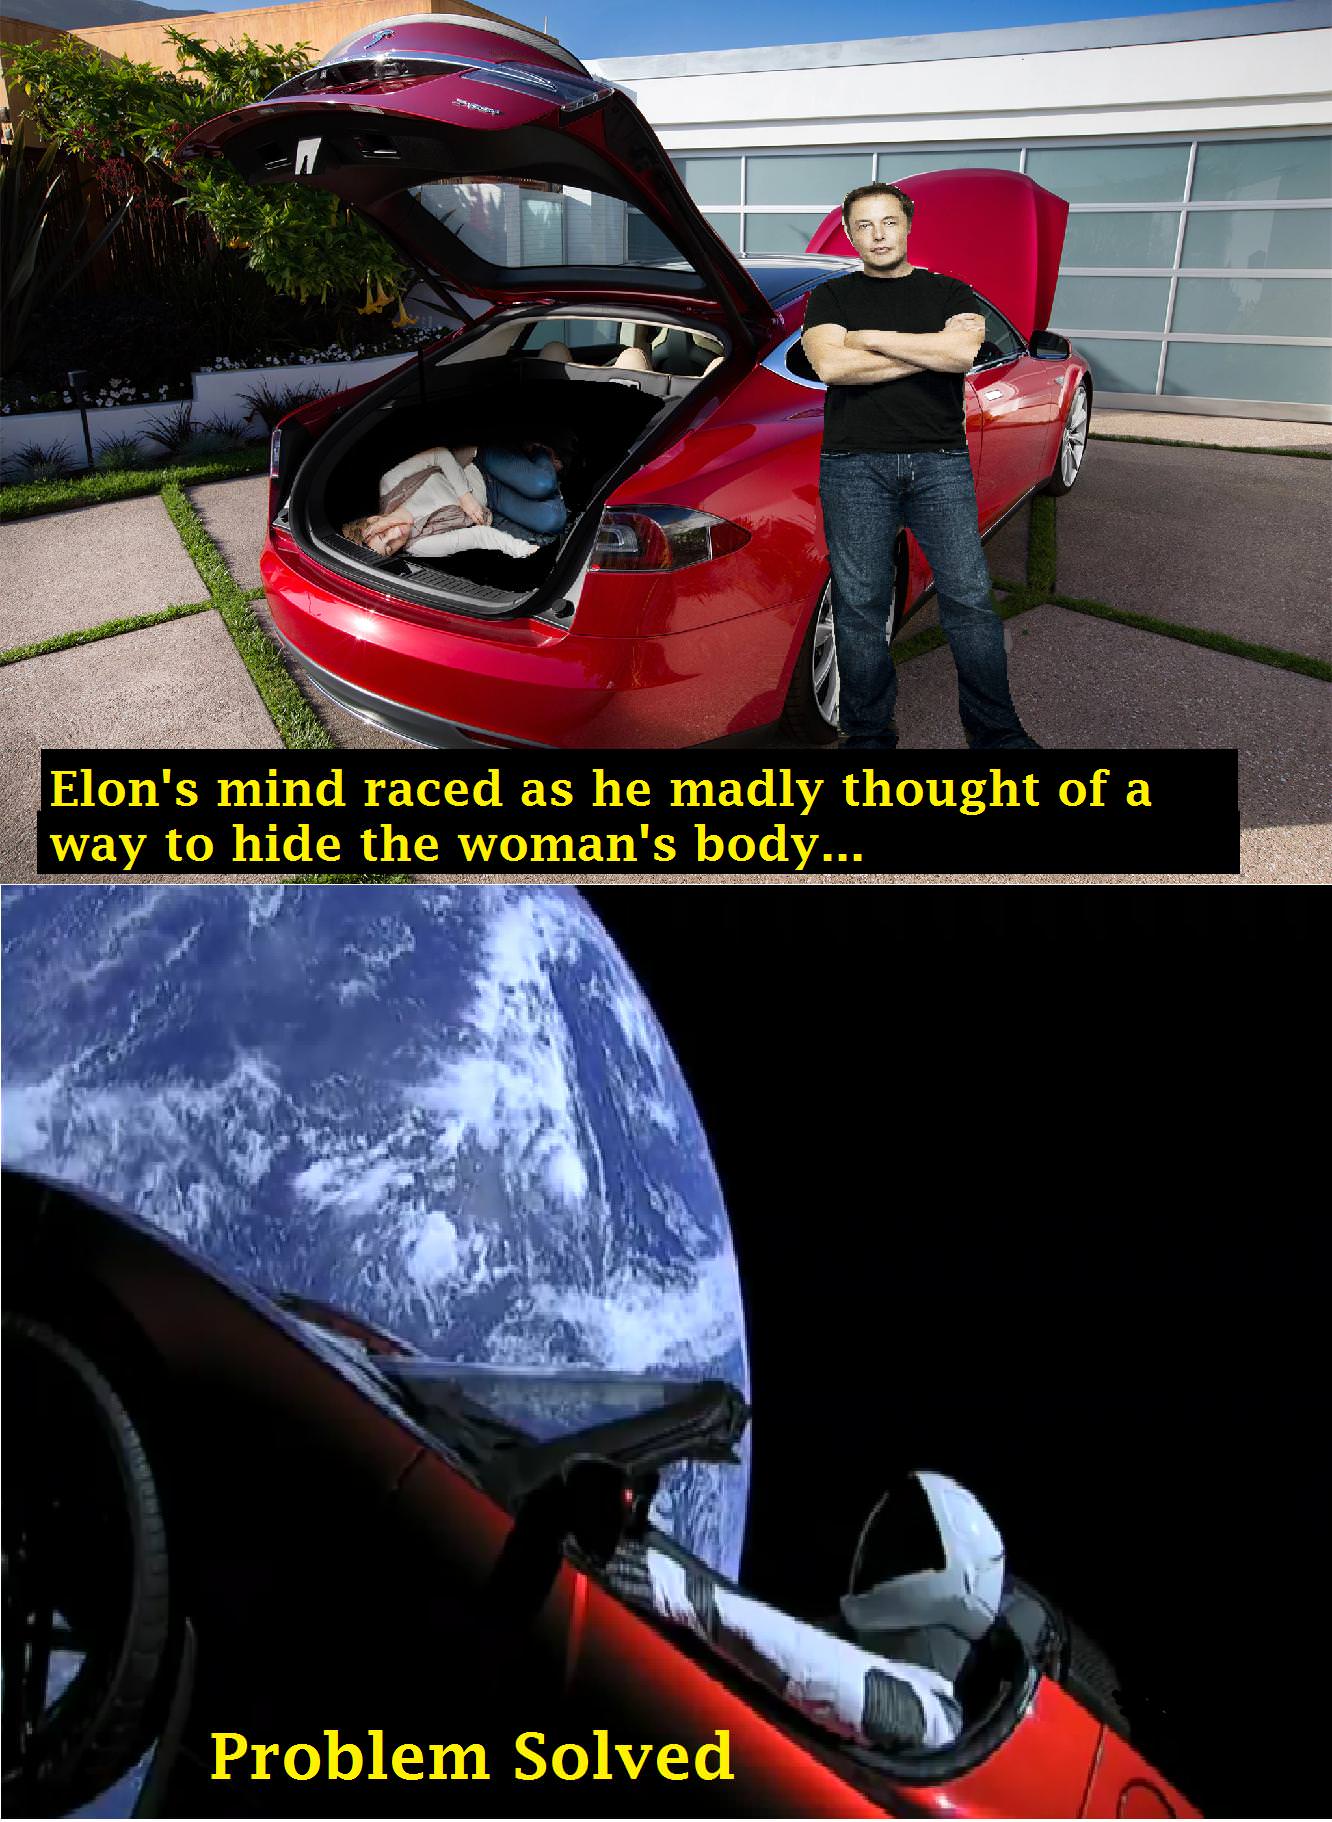 Elon's mind raced as he madly thought of a
way to hide the woman's body...
Problem Solved